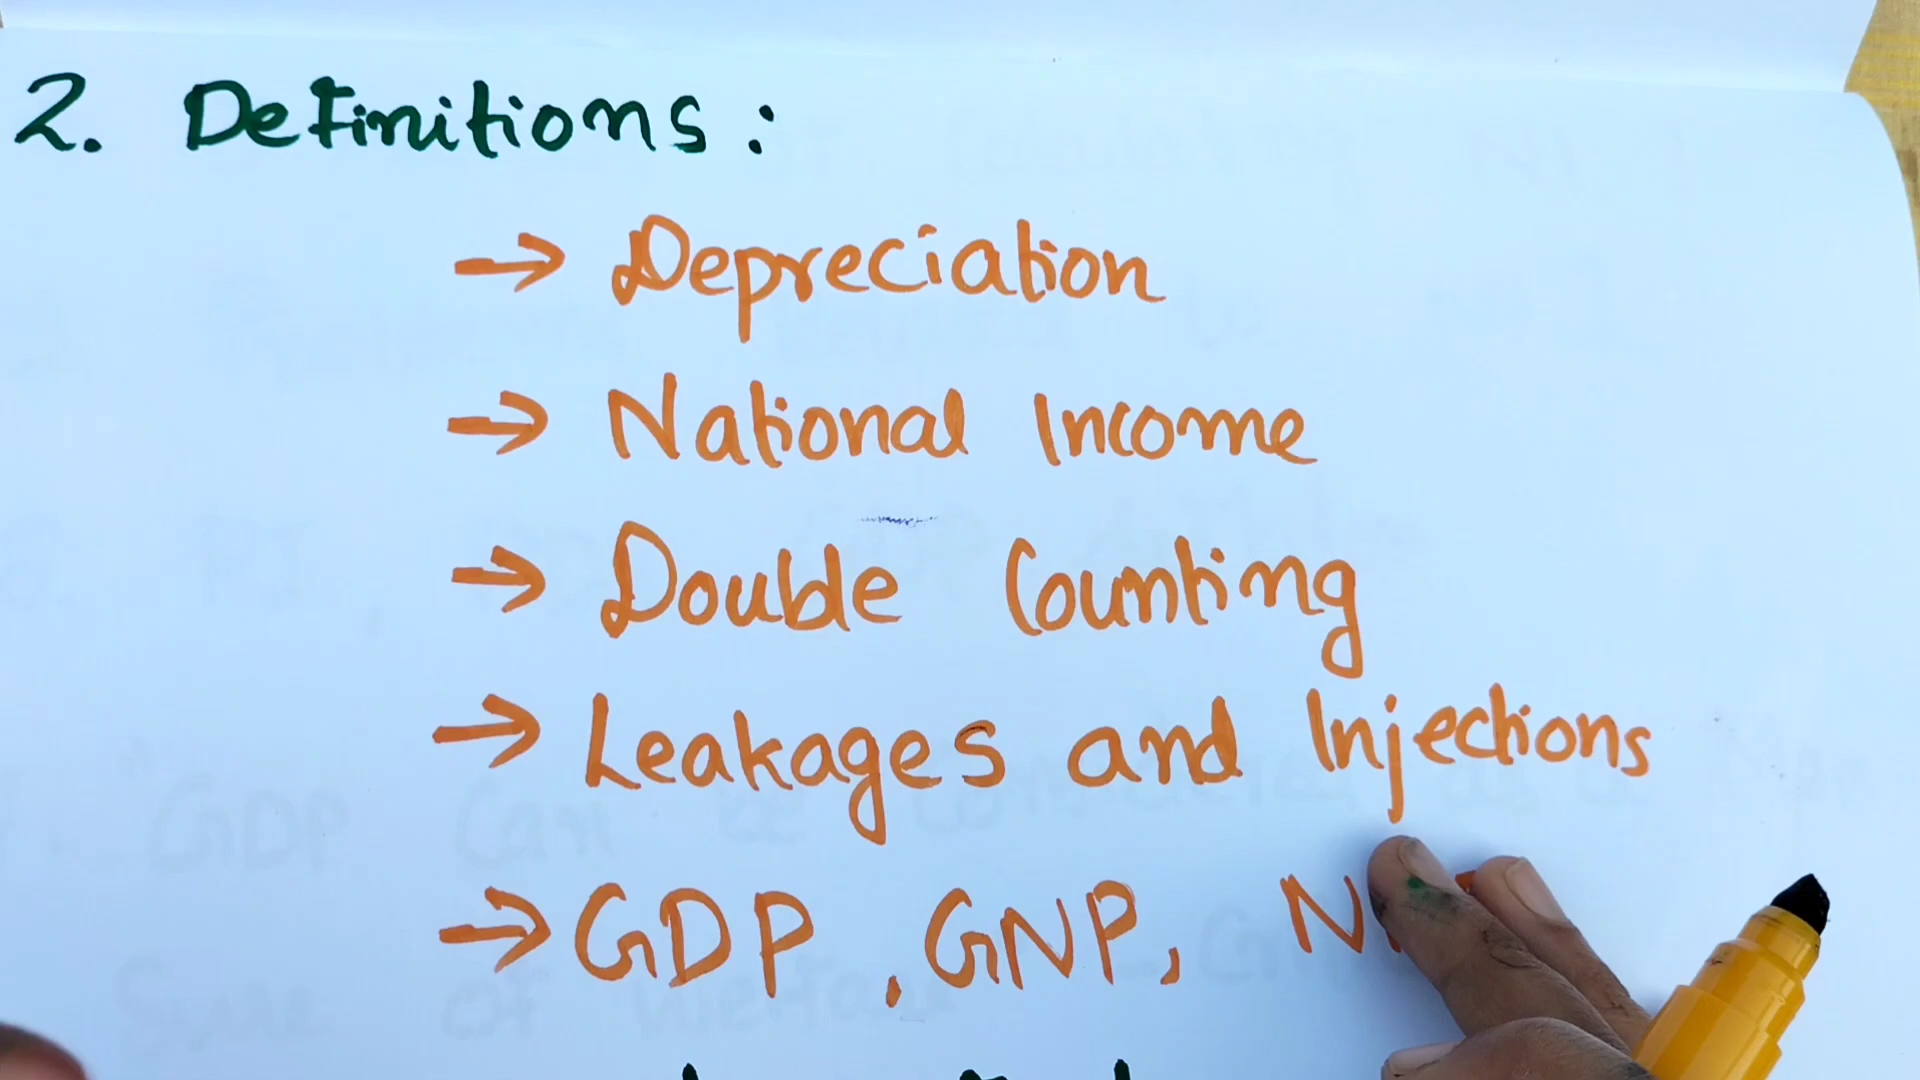 2. Definitions:
→ Depreciation
→ National Income
→ Double Counting
→ Leakages and Injections
→ GDP, GNP,